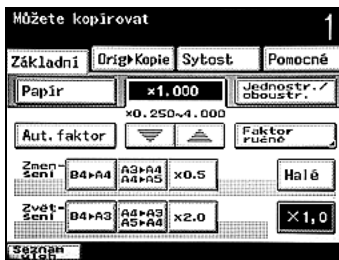 Můžete kopírovat 1
Základní Orig▸Kopie Sytost Pomocné
Papír ×1.000 Jednostr./
oboustr.
×0.250~4.000
Aut.faktor Faktor
ručně
Zmen-
šení B4▸A4 A3▸A4
A4▸A5 ×0.5 Halé
Zvět-
šení B4▸A3 A4▸A3
A5▸A4 ×2.0 ×1,0
Seznam
úloh